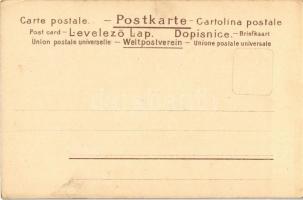 Carte postale. – Postkarte – Cartolina postale
Post card – Levelező Lap. Dopisnice. – Briefkaart
Union postale universelle – Weltpostverein – Unione postale universale